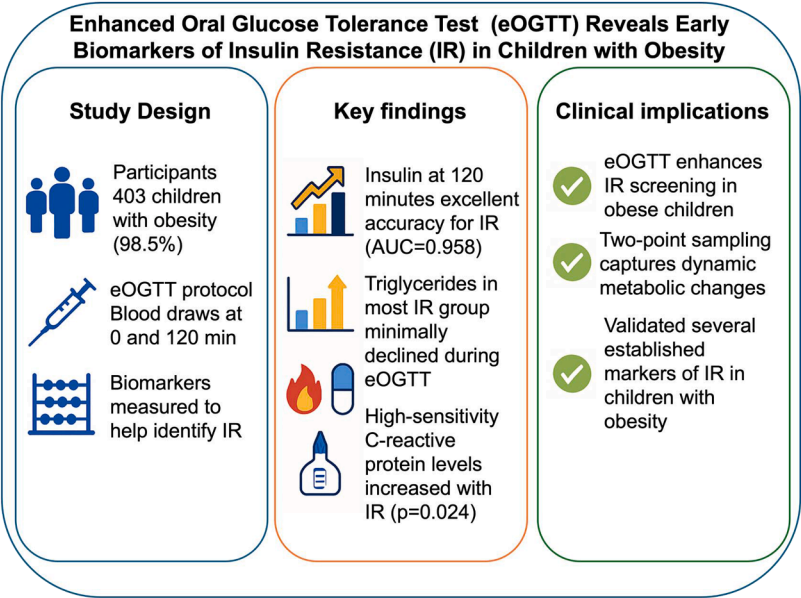 Enhanced Oral Glucose Tolerance Test (eOGTT) Reveals Early
Biomarkers of Insulin Resistance (IR) in Children with Obesity
Study Design
Participants
403 children
with obesity
(98.5%)
eOGTT protocol
Blood draws at
0 and 120 min
Biomarkers
measured to
help identify IR
Key findings
Insulin at 120
minutes excellent
accuracy for IR
(AUC=0.958)
Triglycerides in
most IR group
minimally
declined during
eOGTT
High-sensitivity
C-reactive
protein levels
increased with
IR (p=0.024)
Clinical implications
eOGTT enhances
IR screening in
obese children
Two-point sampling
captures dynamic
metabolic changes
Validated several
established
markers of IR in
children with
obesity